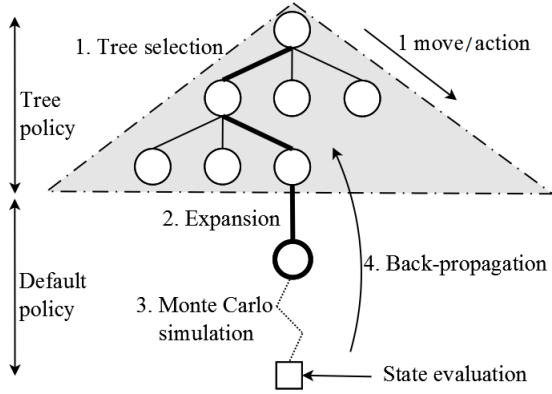 1. Tree selection
1 move/action
Tree
policy
2. Expansion
Default
policy
3. Monte Carlo
simulation
4. Back-propagation
State evaluation